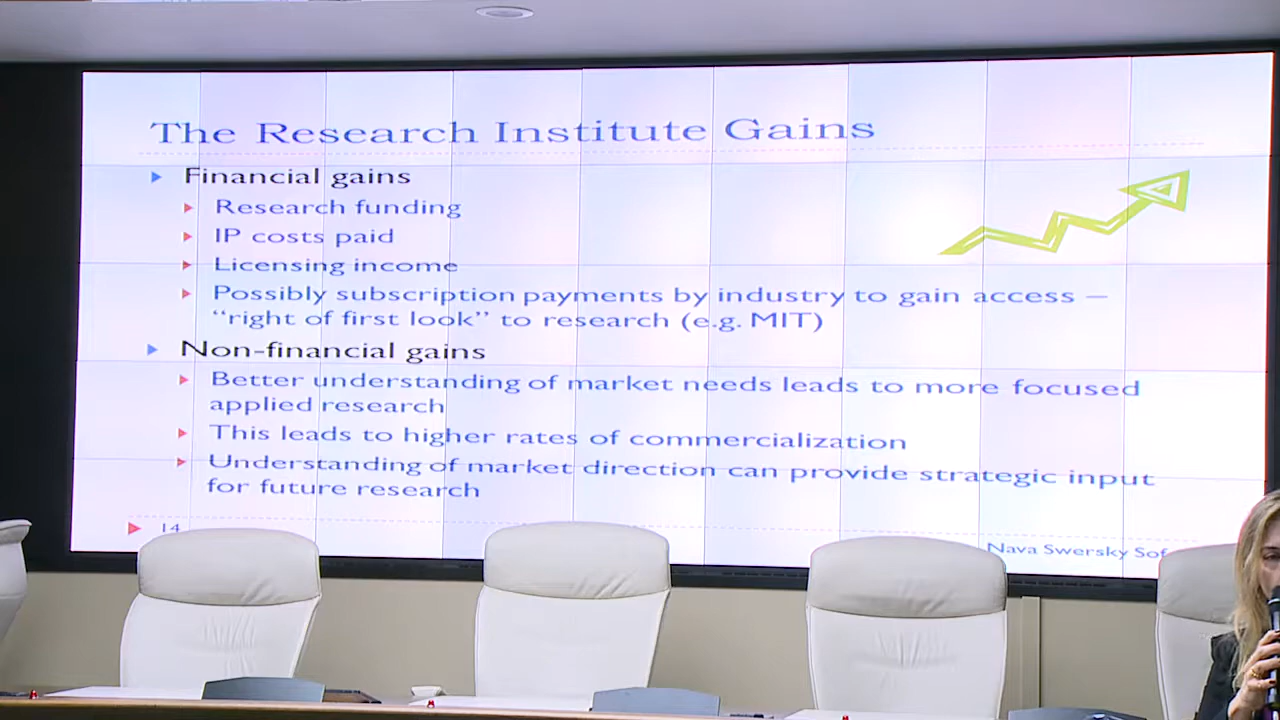 The Research Institute Gains
Financial gains
Research funding
IP costs paid
Licensing income
Possibly subscription payments by industry to gain access —
“right of first look” to research (e.g. MIT)
Non-financial gains
Better understanding of market needs leads to more focused
applied research
This leads to higher rates of commercialization
Understanding of market direction can provide strategic input
for future research
14
Nava Swersky